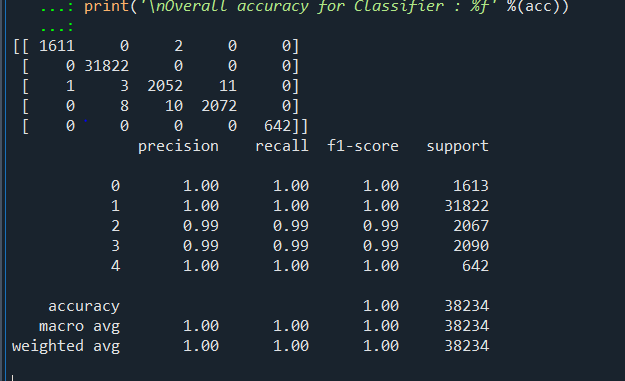 ...: print('\nOverall accuracy for Classifier : %f' %(acc))
...:
[[ 1611 0 2 0 0]
[ 0 31822 0 0 0]
[ 1 3 2052 11 0]
[ 0 8 10 2072 0]
[ 0 0 0 0 642]]
precision recall f1-score support
0 1.00 1.00 1.00 1613
1 1.00 1.00 1.00 31822
2 0.99 0.99 0.99 2067
3 0.99 0.99 0.99 2090
4 1.00 1.00 1.00 642
accuracy 1.00 38234
macro avg 1.00 1.00 1.00 38234
weighted avg 1.00 1.00 1.00 38234